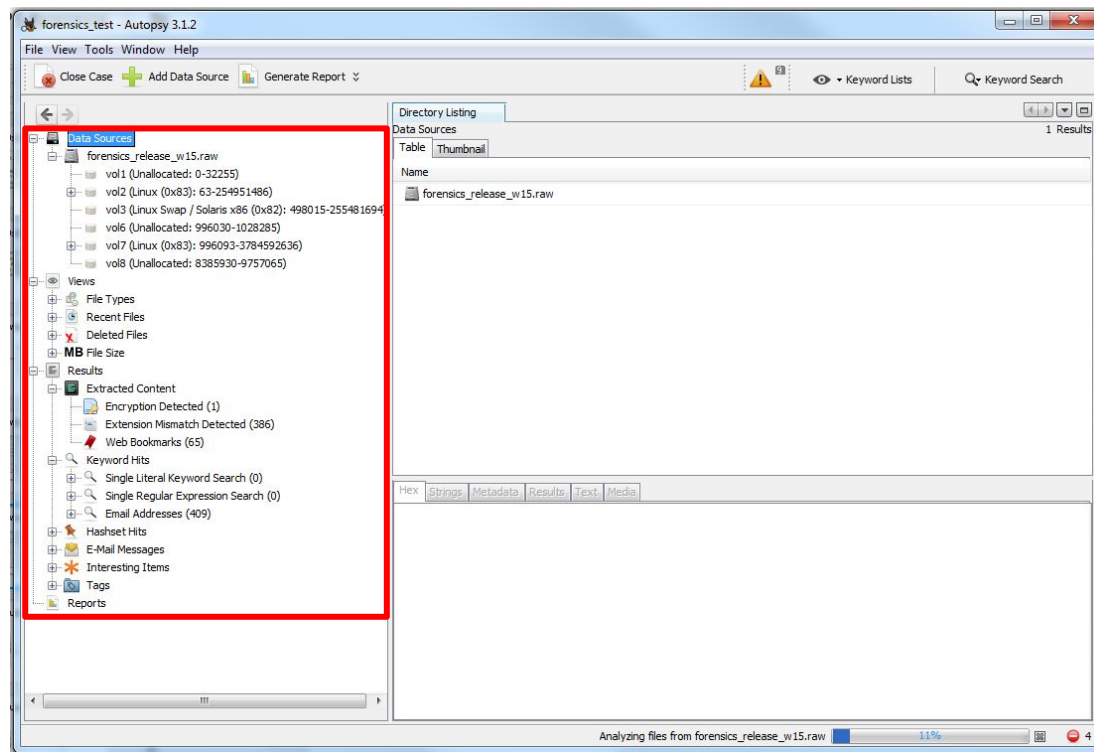 forensics_test - Autopsy 3.1.2
File View Tools Window Help
Close Case Add Data Source Generate Report Keyword Lists Keyword Search
Directory Listing
Data Sources 1 Results
Table Thumbnail
Name
forensics_release_w15.raw
Data Sources
forensics_release_w15.raw
vol1 (Unallocated: 0-32255)
vol2 (Linux (0x83): 63-254951486)
vol3 (Linux Swap / Solaris x86 (0x82): 498015-255481694)
vol6 (Unallocated: 996030-1028285)
vol7 (Linux (0x83): 996093-3784592636)
vol8 (Unallocated: 8385930-9757065)
Views
File Types
Recent Files
Deleted Files
MB File Size
Results
Extracted Content
Encryption Detected (1)
Extension Mismatch Detected (386)
Web Bookmarks (65)
Keyword Hits
Single Literal Keyword Search (0)
Single Regular Expression Search (0)
Email Addresses (409)
Hashset Hits
E-Mail Messages
Interesting Items
Tags
Reports
Hex Strings Metadata Results Text Media
Analyzing files from forensics_release_w15.raw 11% 4